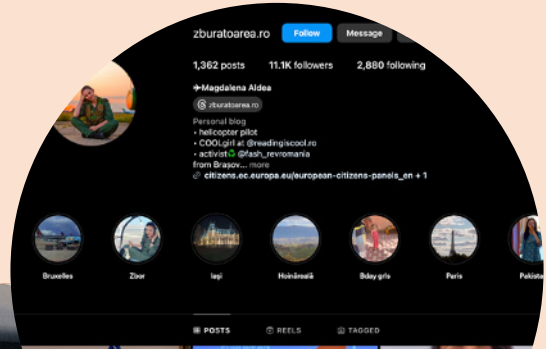 zburatoarea.ro Follow Message
1,362 posts 11.1K followers 2,880 following
✈Magdalena Aldea
zburatoarea.ro
Personal blog
• helicopter pilot
• COOLgirl at @readingiscool.ro
• activist♻ @fash_revromania
from Brașov... more
citizens.ec.europa.eu/european-citizens-panels_en + 1
Bruxelles Zbor Iași Hoinăreală Bday gris Paris Pakista
POSTS REELS TAGGED